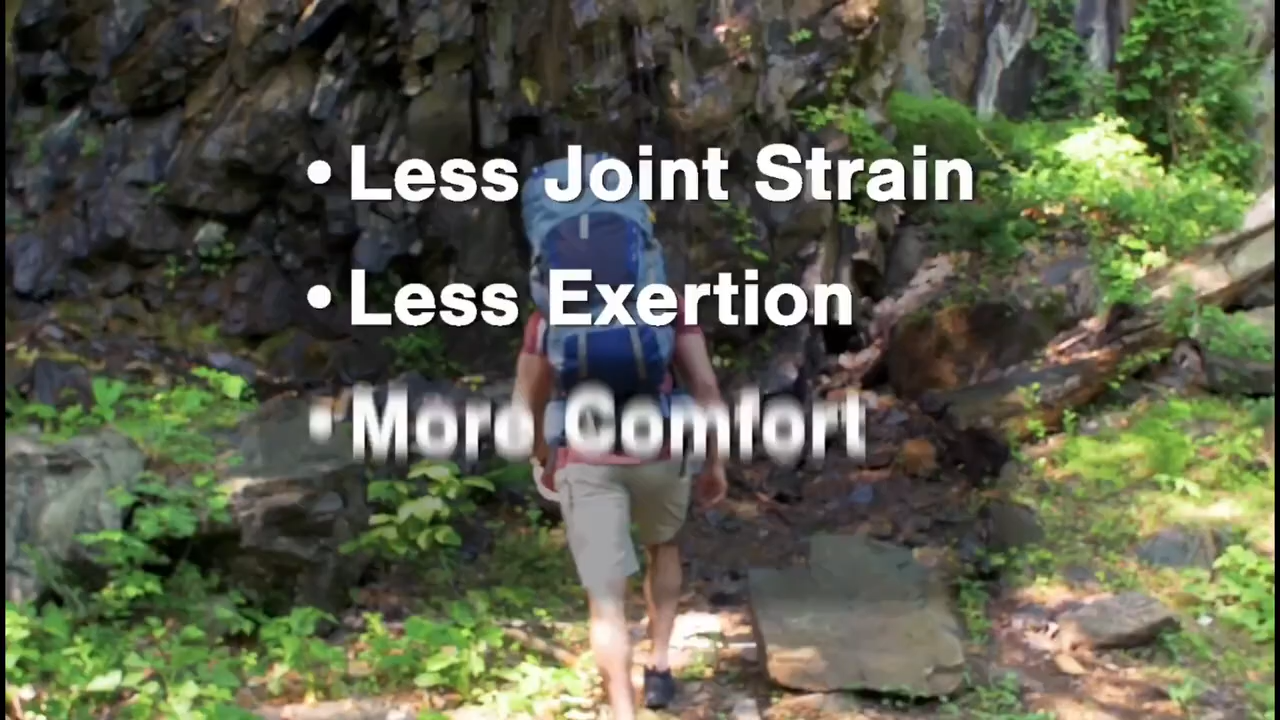 • Less Joint Strain
• Less Exertion
• More Comfort